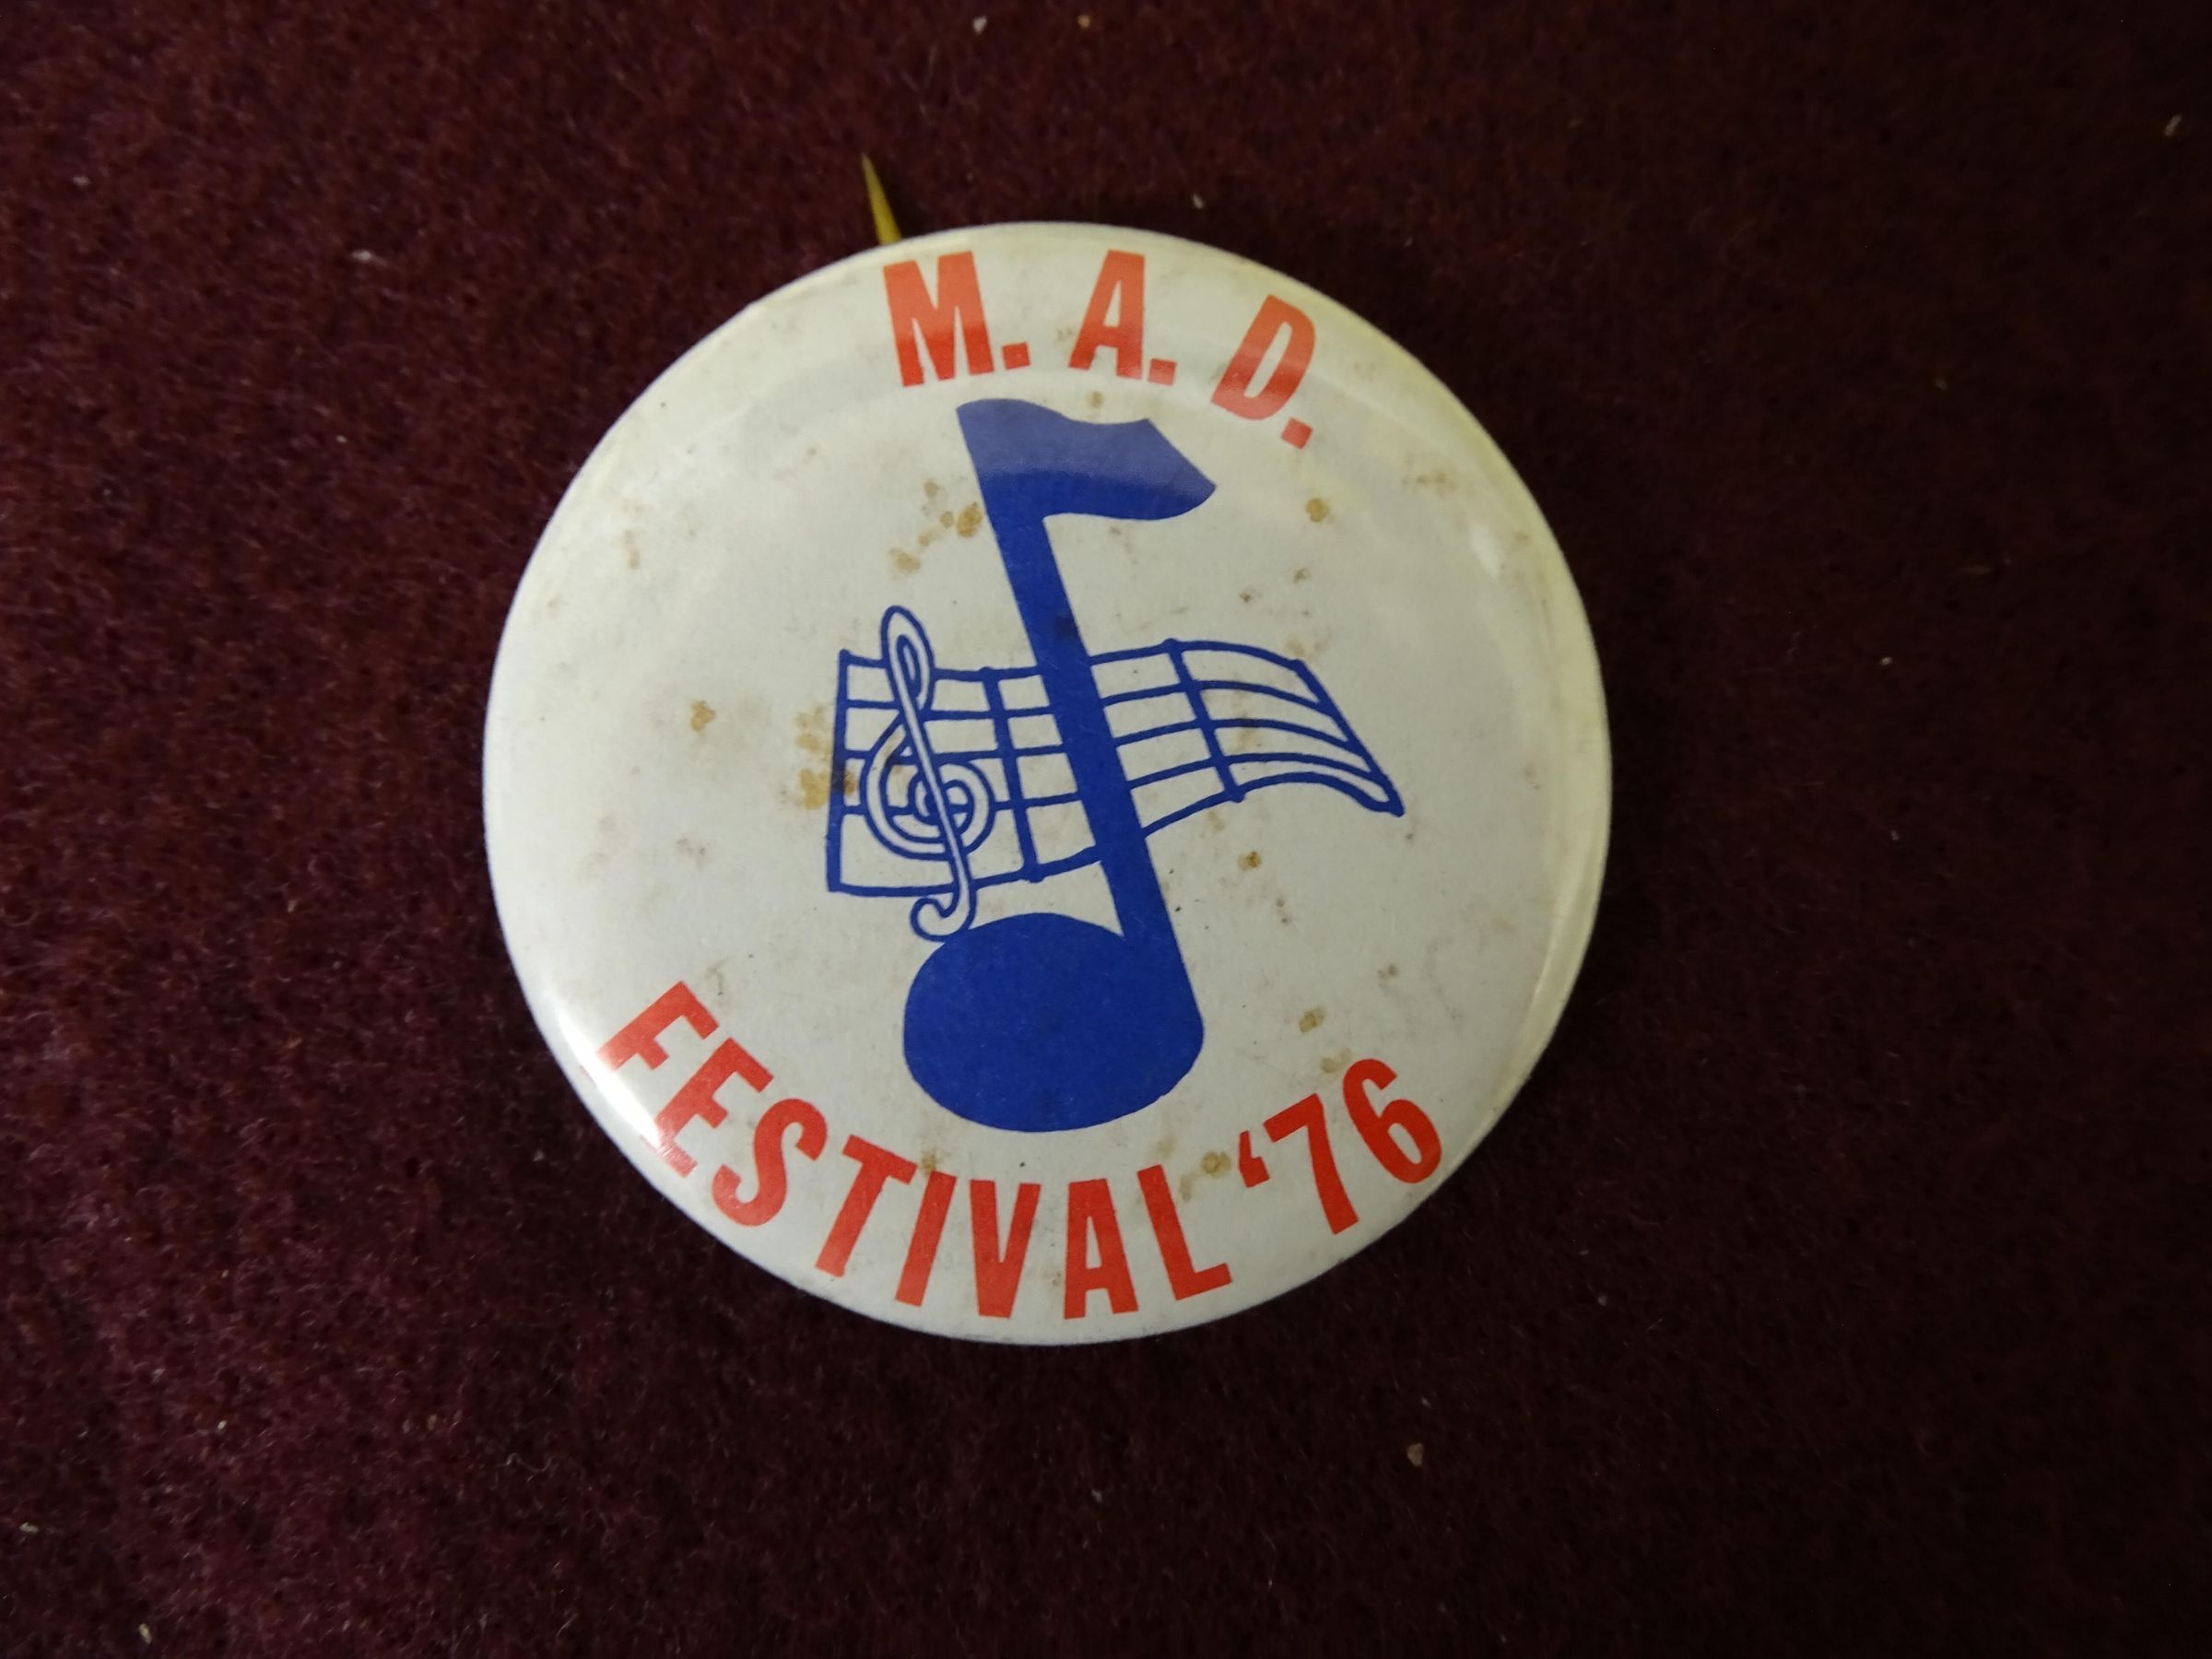 M. A. D.
FESTIVAL '76